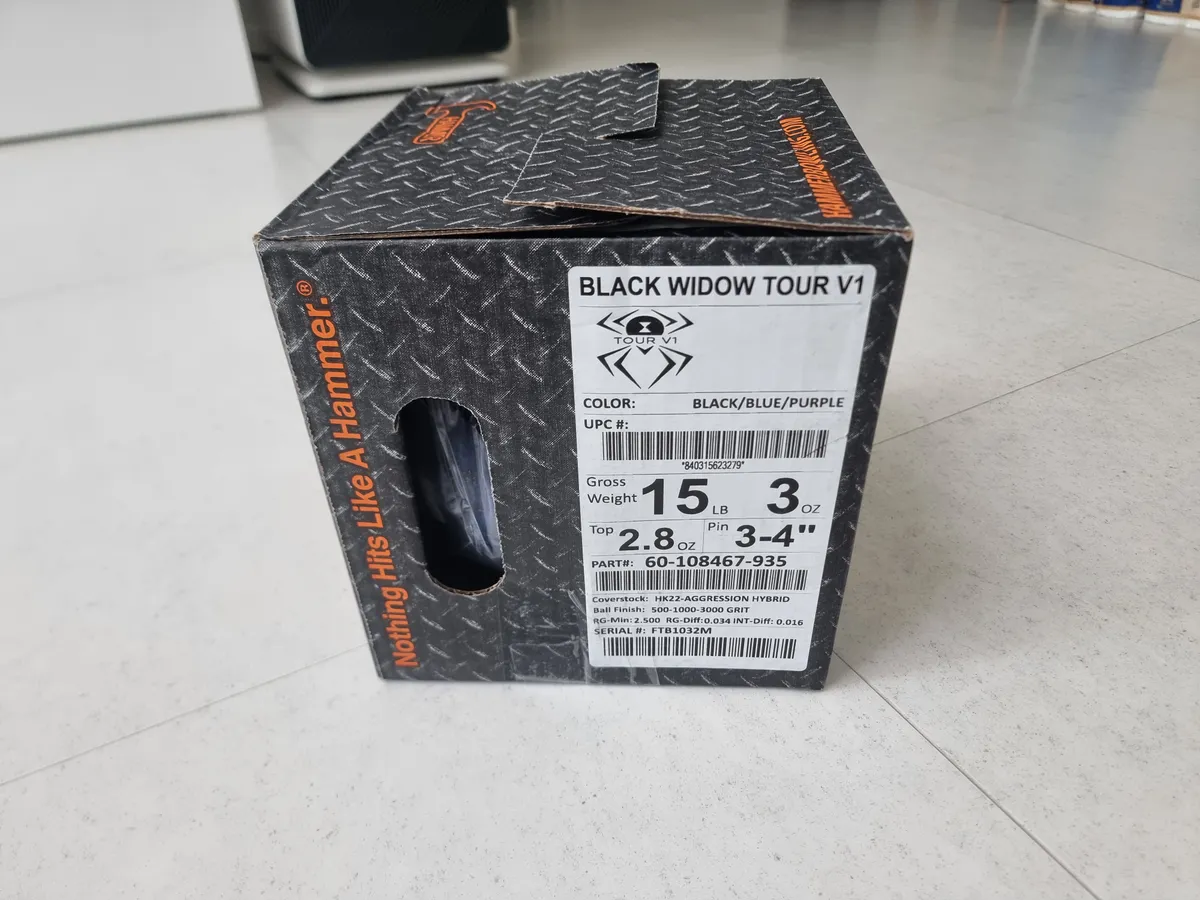 HAMMER
HAMMERBOWLING.COM
Nothing Hits Like A Hammer.®
BLACK WIDOW TOUR V1
TOUR V1
COLOR: BLACK/BLUE/PURPLE
UPC #:
*840315623279*
Gross Weight 15 LB 3 OZ
Top 2.8 OZ Pin 3-4"
PART#: 60-108467-935
Coverstock: HK22-AGGRESSION HYBRID
Ball Finish: 500-1000-3000 GRIT
RG-Min: 2.500 RG-Diff: 0.034 INT-Diff: 0.016
SERIAL #: FTB1032M